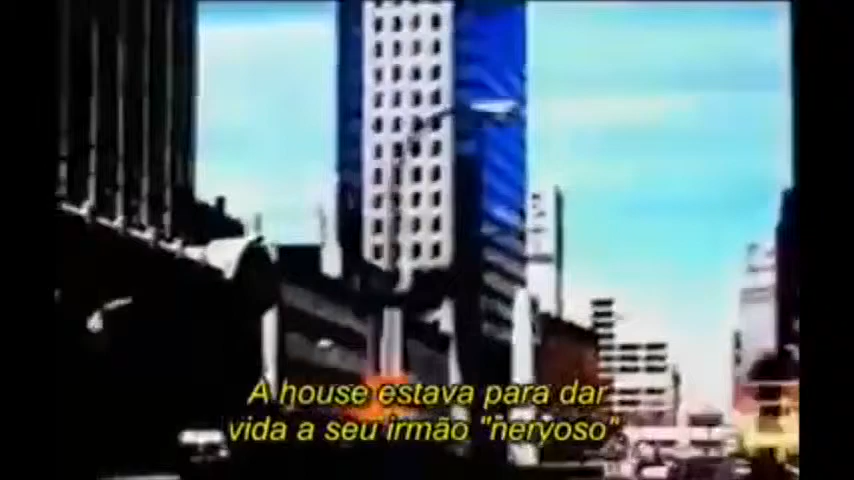 A house estava para dar
vida a seu irmão "nervoso"